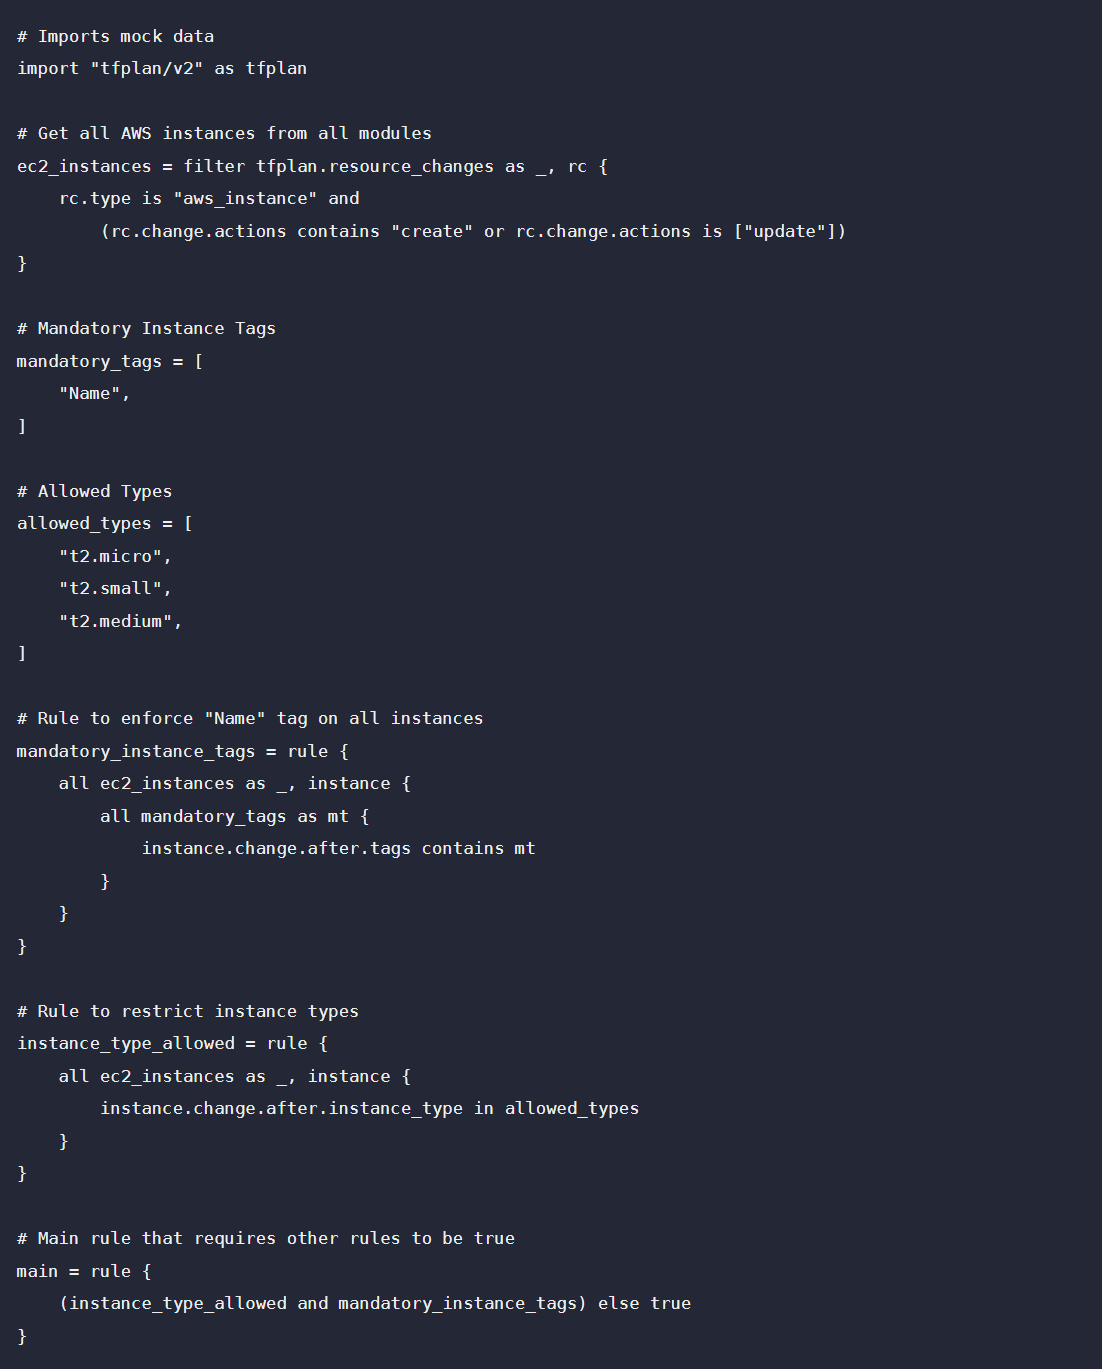 # Imports mock data
import "tfplan/v2" as tfplan

# Get all AWS instances from all modules
ec2_instances = filter tfplan.resource_changes as _, rc {
    rc.type is "aws_instance" and
        (rc.change.actions contains "create" or rc.change.actions is ["update"])
}

# Mandatory Instance Tags
mandatory_tags = [
    "Name",
]

# Allowed Types
allowed_types = [
    "t2.micro",
    "t2.small",
    "t2.medium",
]

# Rule to enforce "Name" tag on all instances
mandatory_instance_tags = rule {
    all ec2_instances as _, instance {
        all mandatory_tags as mt {
            instance.change.after.tags contains mt
        }
    }
}

# Rule to restrict instance types
instance_type_allowed = rule {
    all ec2_instances as _, instance {
        instance.change.after.instance_type in allowed_types
    }
}

# Main rule that requires other rules to be true
main = rule {
    (instance_type_allowed and mandatory_instance_tags) else true
}